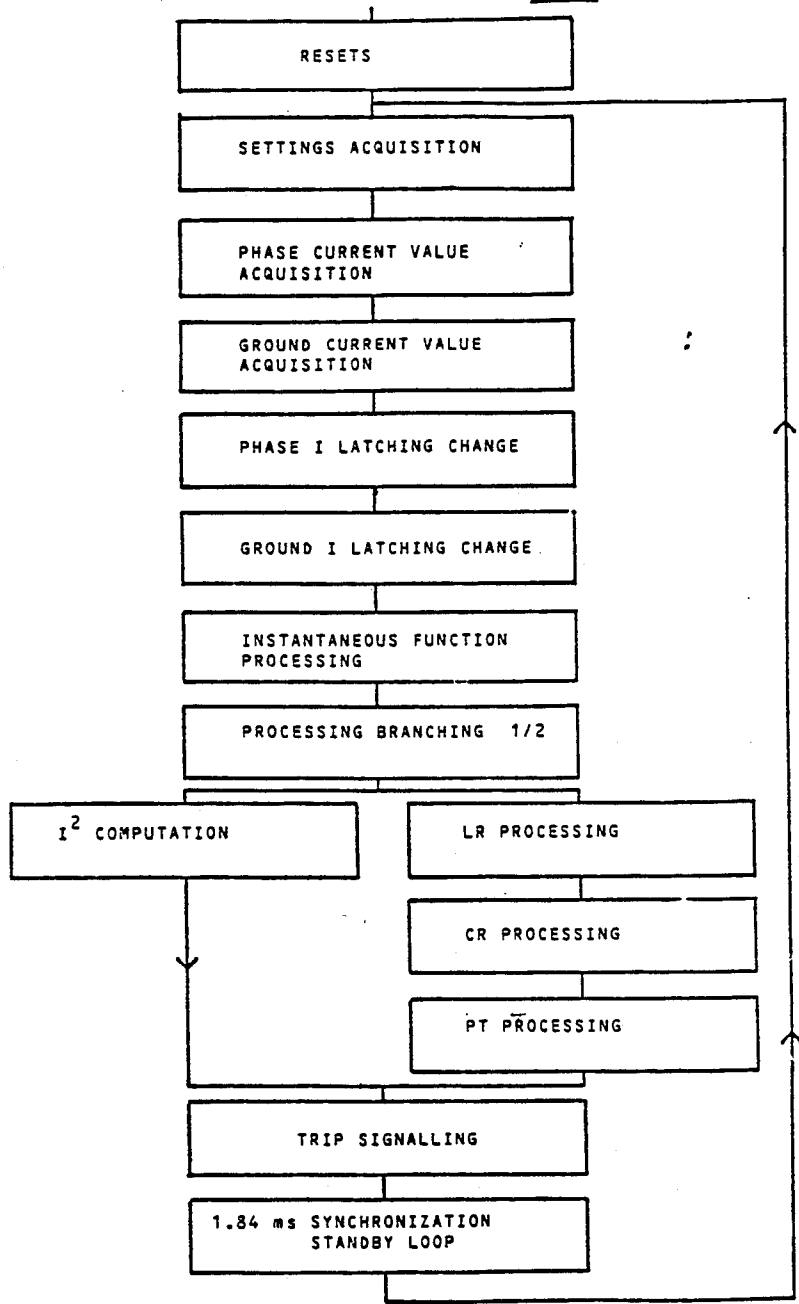 RESETS
SETTINGS ACQUISITION
PHASE CURRENT VALUE
ACQUISITION
GROUND CURRENT VALUE
ACQUISITION
PHASE I LATCHING CHANGE
GROUND I LATCHING CHANGE
INSTANTANEOUS FUNCTION
PROCESSING
PROCESSING BRANCHING 1/2
I² COMPUTATION
LR PROCESSING
CR PROCESSING
PT PROCESSING
TRIP SIGNALLING
1.84 ms SYNCHRONIZATION
STANDBY LOOP